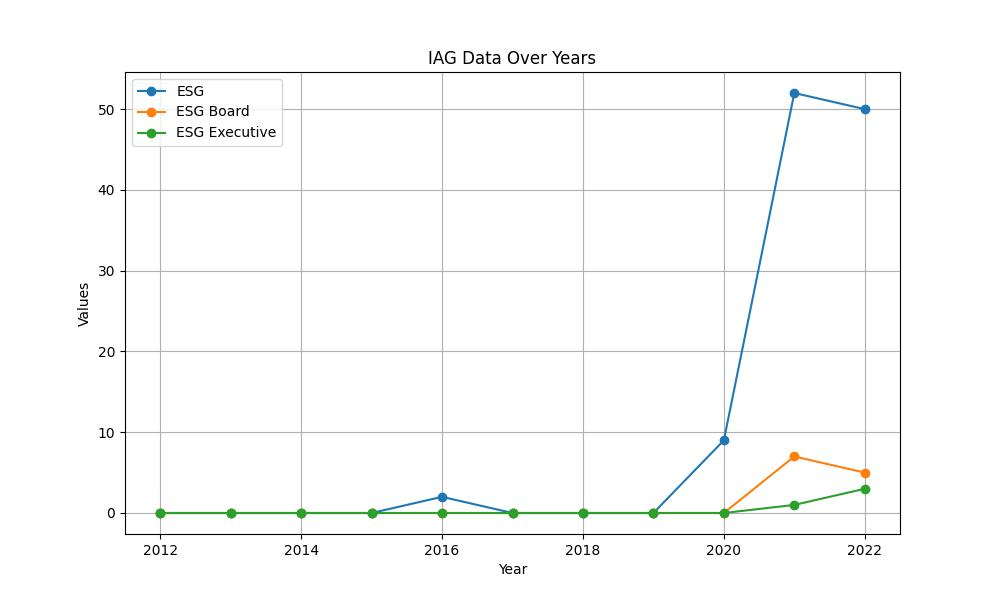 IAG Data Over Years
ESG
ESG Board
ESG Executive
50
40
30
20
10
0
Values
2012 2014 2016 2018 2020 2022
Year